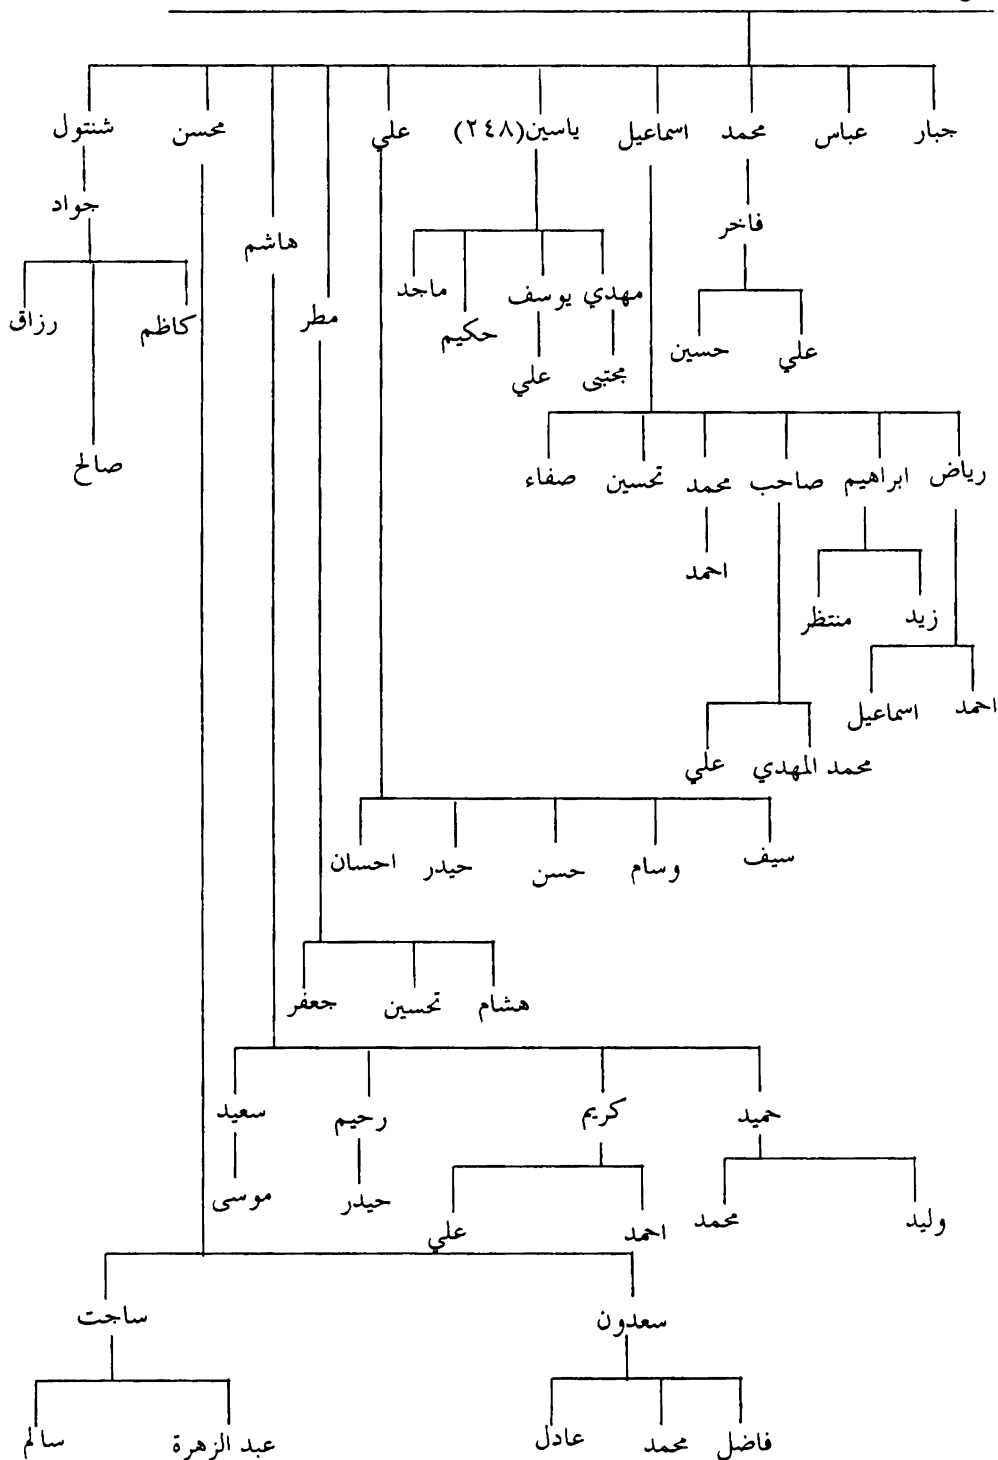 جبار عباس محمد اسماعيل ياسين(٢٤٨) علي محسن شنتول
جواد
فاخر
هاشم
مهدي يوسف ماجد
مطر كاظم رزاق
حكيم
علي حسين
مجتبى علي
صالح
رياض ابراهيم صاحب محمد تحسين صفاء
احمد
زيد منتظر
احمد اسماعيل
محمد المهدي علي
سيف وسام حسن حيدر احسان
هشام تحسين جعفر
حميد كريم رحيم سعيد
وليد محمد احمد علي حيدر موسى
سعدون ساجت
فاضل محمد عادل عبد الزهرة سالم